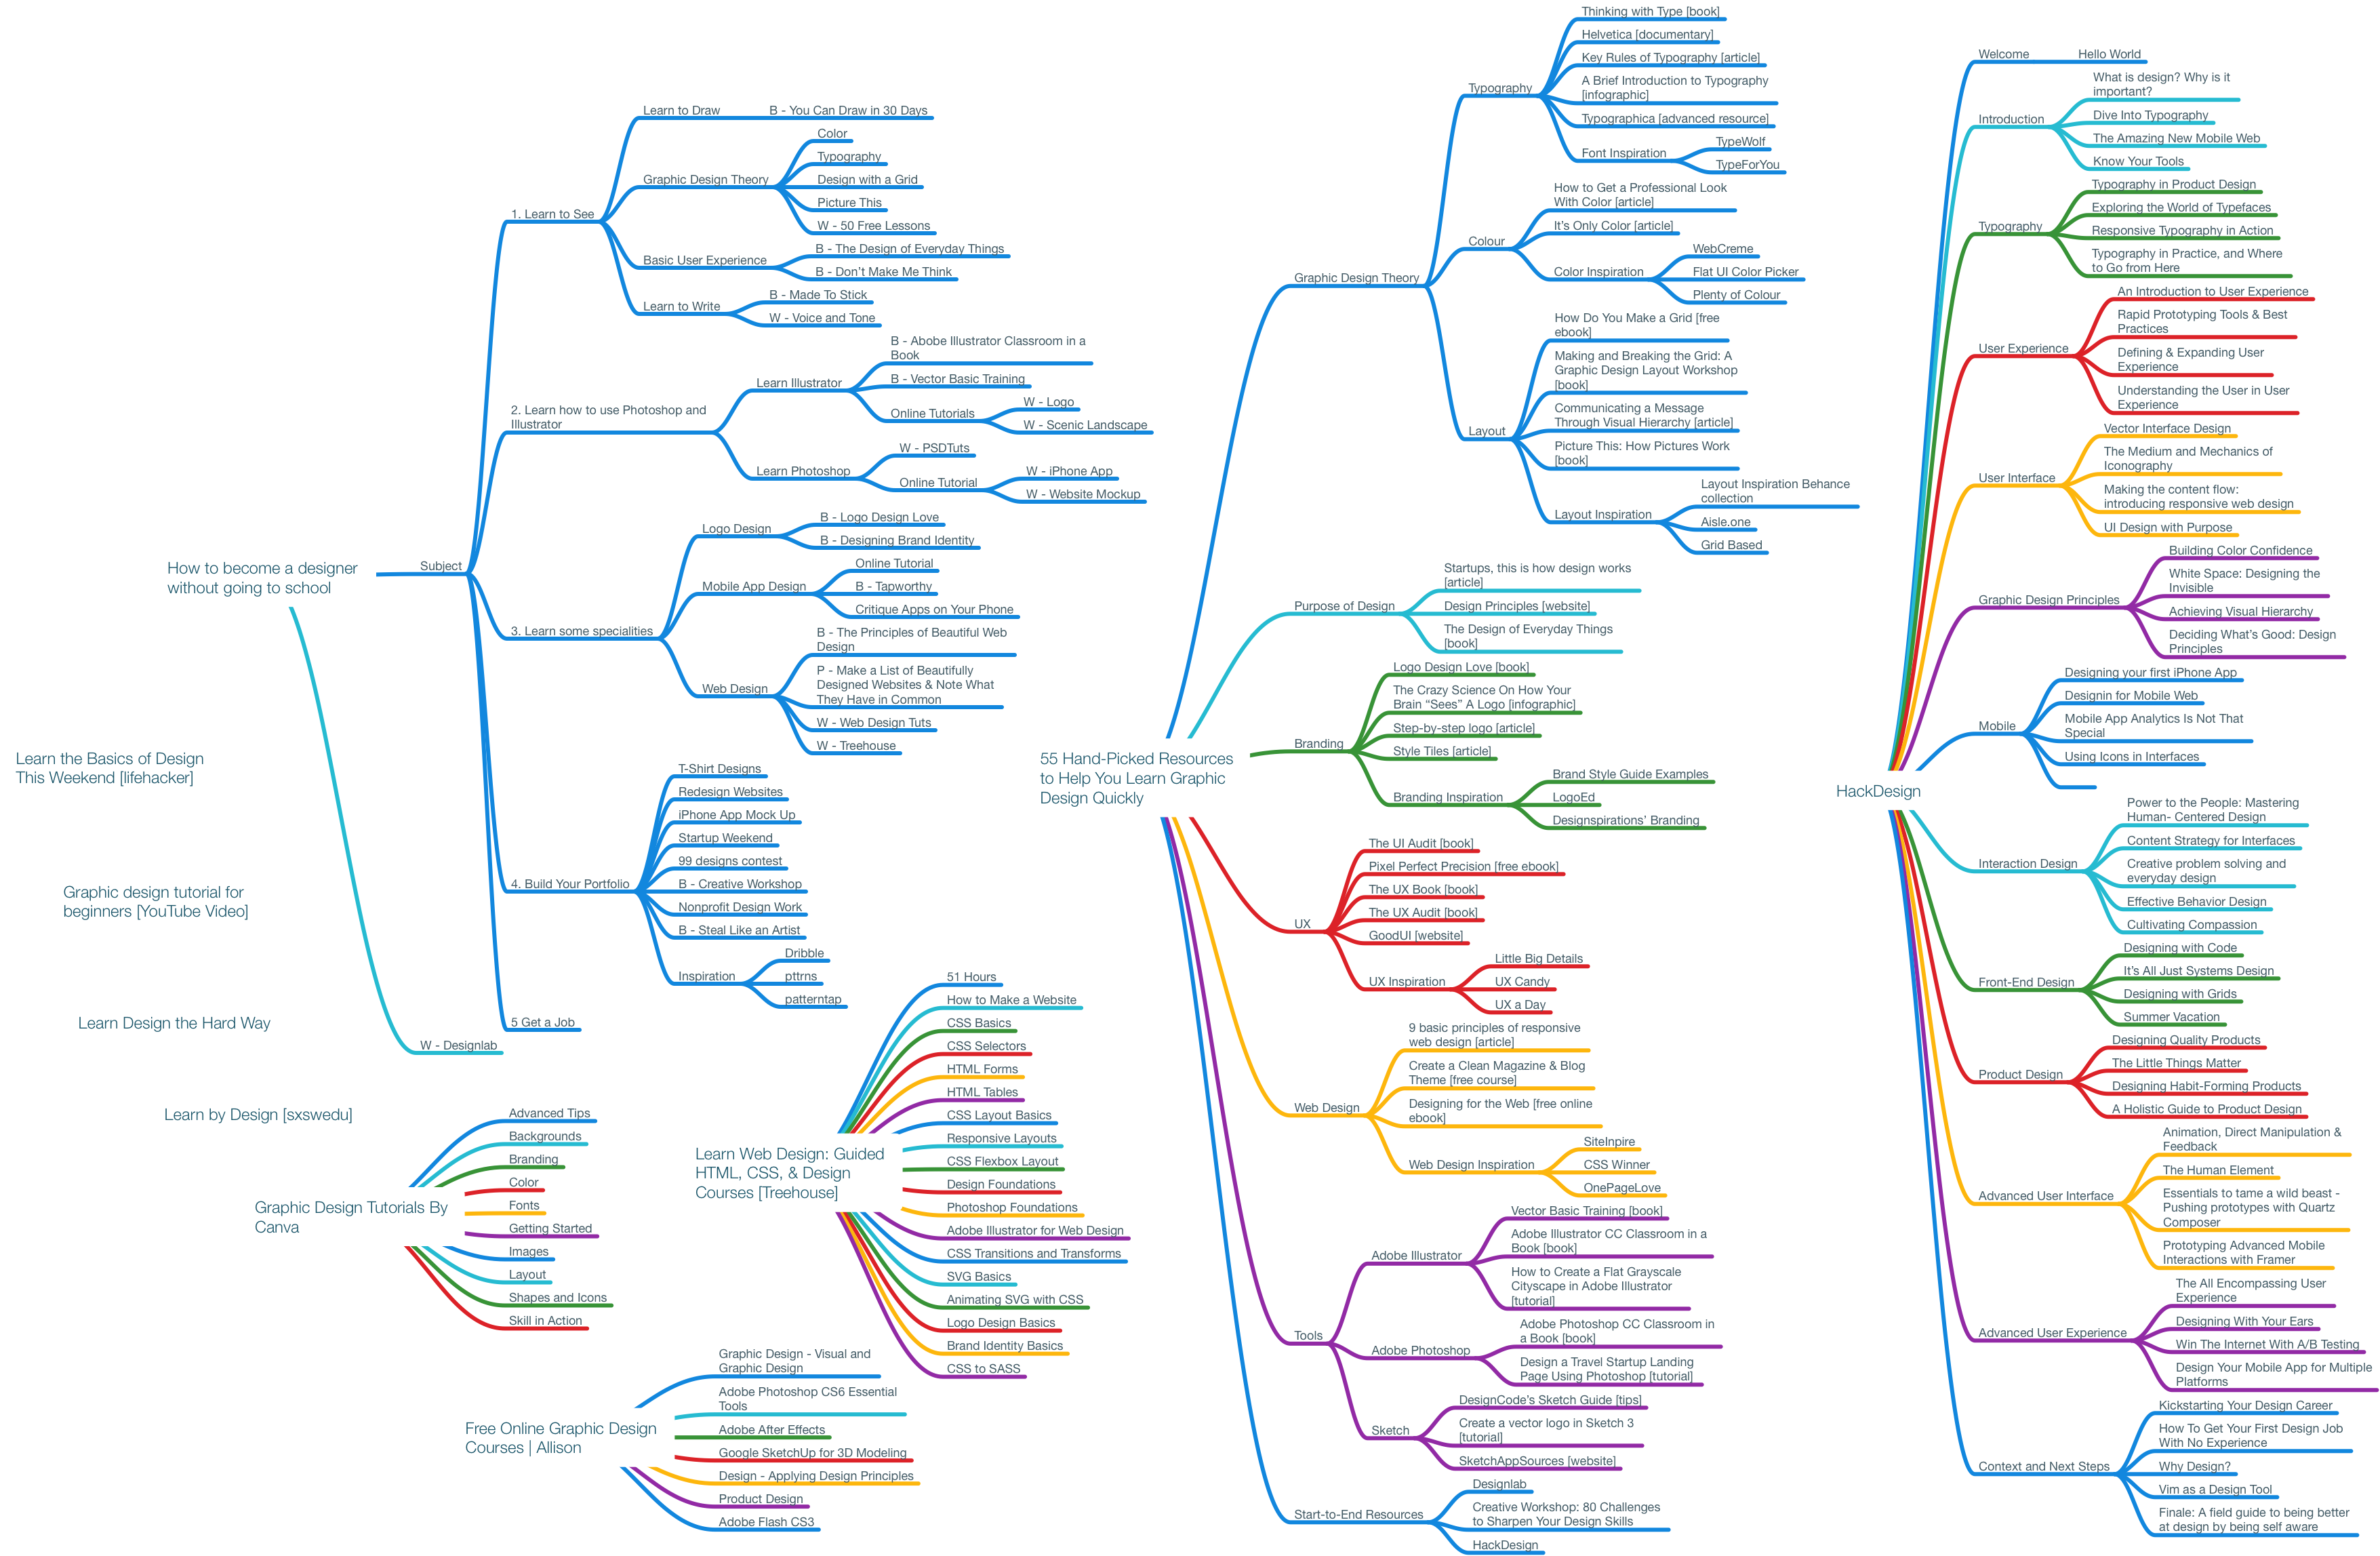 How to become a designer
without going to school
Subject
1. Learn to See
Learn to Draw
B - You Can Draw in 30 Days
Graphic Design Theory
Color
Typography
Design with a Grid
Picture This
W - 50 Free Lessons
Basic User Experience
B - The Design of Everyday Things
B - Don't Make Me Think
Learn to Write
B - Made To Stick
W - Voice and Tone
2. Learn how to use Photoshop and
Illustrator
Learn Illustrator
B - Abobe Illustrator Classroom in a
Book
B - Vector Basic Training
Online Tutorials
W - Logo
W - Scenic Landscape
Learn Photoshop
W - PSDTuts
Online Tutorial
W - iPhone App
W - Website Mockup
3. Learn some specialities
Logo Design
B - Logo Design Love
B - Designing Brand Identity
Mobile App Design
Online Tutorial
B - Tapworthy
Critique Apps on Your Phone
Web Design
B - The Principles of Beautiful Web
Design
P - Make a List of Beautifully
Designed Websites & Note What
They Have in Common
W - Web Design Tuts
W - Treehouse
4. Build Your Portfolio
T-Shirt Designs
Redesign Websites
iPhone App Mock Up
Startup Weekend
99 designs contest
B - Creative Workshop
Nonprofit Design Work
B - Steal Like an Artist
Inspiration
Dribble
pttrns
patterntap
5 Get a Job
W - Designlab
Learn the Basics of Design
This Weekend [lifehacker]
Graphic design tutorial for
beginners [YouTube Video]
Learn Design the Hard Way
Learn by Design [sxswedu]
Graphic Design Tutorials By
Canva
Advanced Tips
Backgrounds
Branding
Color
Fonts
Getting Started
Images
Layout
Shapes and Icons
Skill in Action
Learn Web Design: Guided
HTML, CSS, & Design
Courses [Treehouse]
51 Hours
How to Make a Website
CSS Basics
CSS Selectors
HTML Forms
HTML Tables
CSS Layout Basics
Responsive Layouts
CSS Flexbox Layout
Design Foundations
Photoshop Foundations
Adobe Illustrator for Web Design
CSS Transitions and Transforms
SVG Basics
Animating SVG with CSS
Logo Design Basics
Brand Identity Basics
CSS to SASS
Free Online Graphic Design
Courses | Allison
Graphic Design - Visual and
Graphic Design
Adobe Photoshop CS6 Essential
Tools
Adobe After Effects
Google SketchUp for 3D Modeling
Design - Applying Design Principles
Product Design
Adobe Flash CS3
55 Hand-Picked Resources
to Help You Learn Graphic
Design Quickly
Graphic Design Theory
Typography
Thinking with Type [book]
Helvetica [documentary]
Key Rules of Typography [article]
A Brief Introduction to Typography
[infographic]
Typographica [advanced resource]
Font Inspiration
TypeWolf
TypeForYou
Colour
How to Get a Professional Look
With Color [article]
It's Only Color [article]
Color Inspiration
WebCreme
Flat UI Color Picker
Plenty of Colour
Layout
How Do You Make a Grid [free
ebook]
Making and Breaking the Grid: A
Graphic Design Layout Workshop
[book]
Communicating a Message
Through Visual Hierarchy [article]
Picture This: How Pictures Work
[book]
Layout Inspiration
Layout Inspiration Behance
collection
Aisle.one
Grid Based
Purpose of Design
Startups, this is how design works
[article]
Design Principles [website]
The Design of Everyday Things
[book]
Branding
Logo Design Love [book]
The Crazy Science On How Your
Brain “Sees” A Logo [infographic]
Step-by-step logo [article]
Style Tiles [article]
Branding Inspiration
Brand Style Guide Examples
LogoEd
Designspirations' Branding
UX
The UI Audit [book]
Pixel Perfect Precision [free ebook]
The UX Book [book]
The UX Audit [book]
GoodUI [website]
UX Inspiration
Little Big Details
UX Candy
UX a Day
Web Design
9 basic principles of responsive
web design [article]
Create a Clean Magazine & Blog
Theme [free course]
Designing for the Web [free online
ebook]
Web Design Inspiration
SiteInpire
CSS Winner
OnePageLove
Tools
Adobe Illustrator
Vector Basic Training [book]
Adobe Illustrator CC Classroom in a
Book [book]
How to Create a Flat Grayscale
Cityscape in Adobe Illustrator
[tutorial]
Adobe Photoshop
Adobe Photoshop CC Classroom in
a Book [book]
Design a Travel Startup Landing
Page Using Photoshop [tutorial]
Sketch
DesignCode's Sketch Guide [tips]
Create a vector logo in Sketch 3
[tutorial]
SketchAppSources [website]
Start-to-End Resources
Designlab
Creative Workshop: 80 Challenges
to Sharpen Your Design Skills
HackDesign
HackDesign
Welcome
Hello World
Introduction
What is design? Why is it
important?
Dive Into Typography
The Amazing New Mobile Web
Know Your Tools
Typography
Typography in Product Design
Exploring the World of Typefaces
Responsive Typography in Action
Typography in Practice, and Where
to Go from Here
User Experience
An Introduction to User Experience
Rapid Prototyping Tools & Best
Practices
Defining & Expanding User
Experience
Understanding the User in User
Experience
User Interface
Vector Interface Design
The Medium and Mechanics of
Iconography
Making the content flow:
introducing responsive web design
UI Design with Purpose
Graphic Design Principles
Building Color Confidence
White Space: Designing the
Invisible
Achieving Visual Hierarchy
Deciding What's Good: Design
Principles
Mobile
Designing your first iPhone App
Designin for Mobile Web
Mobile App Analytics Is Not That
Special
Using Icons in Interfaces
Interaction Design
Power to the People: Mastering
Human- Centered Design
Content Strategy for Interfaces
Creative problem solving and
everyday design
Effective Behavior Design
Cultivating Compassion
Front-End Design
Designing with Code
It's All Just Systems Design
Designing with Grids
Summer Vacation
Product Design
Designing Quality Products
The Little Things Matter
Designing Habit-Forming Products
A Holistic Guide to Product Design
Advanced User Interface
Animation, Direct Manipulation &
Feedback
The Human Element
Essentials to tame a wild beast -
Pushing prototypes with Quartz
Composer
Prototyping Advanced Mobile
Interactions with Framer
Advanced User Experience
The All Encompassing User
Experience
Designing With Your Ears
Win The Internet With A/B Testing
Design Your Mobile App for Multiple
Platforms
Context and Next Steps
Kickstarting Your Design Career
How To Get Your First Design Job
With No Experience
Why Design?
Vim as a Design Tool
Finale: A field guide to being better
at design by being self aware